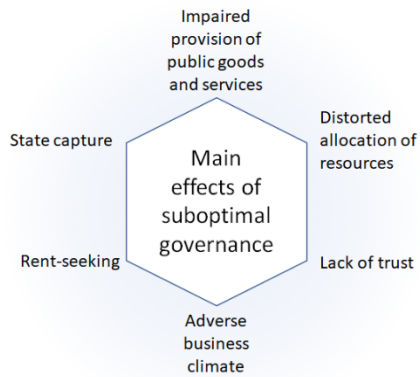 Impaired
provision of
public goods
and services
Distorted
allocation of
resources
State capture
Main
effects of
suboptimal
governance
Rent-seeking
Lack of trust
Adverse
business
climate